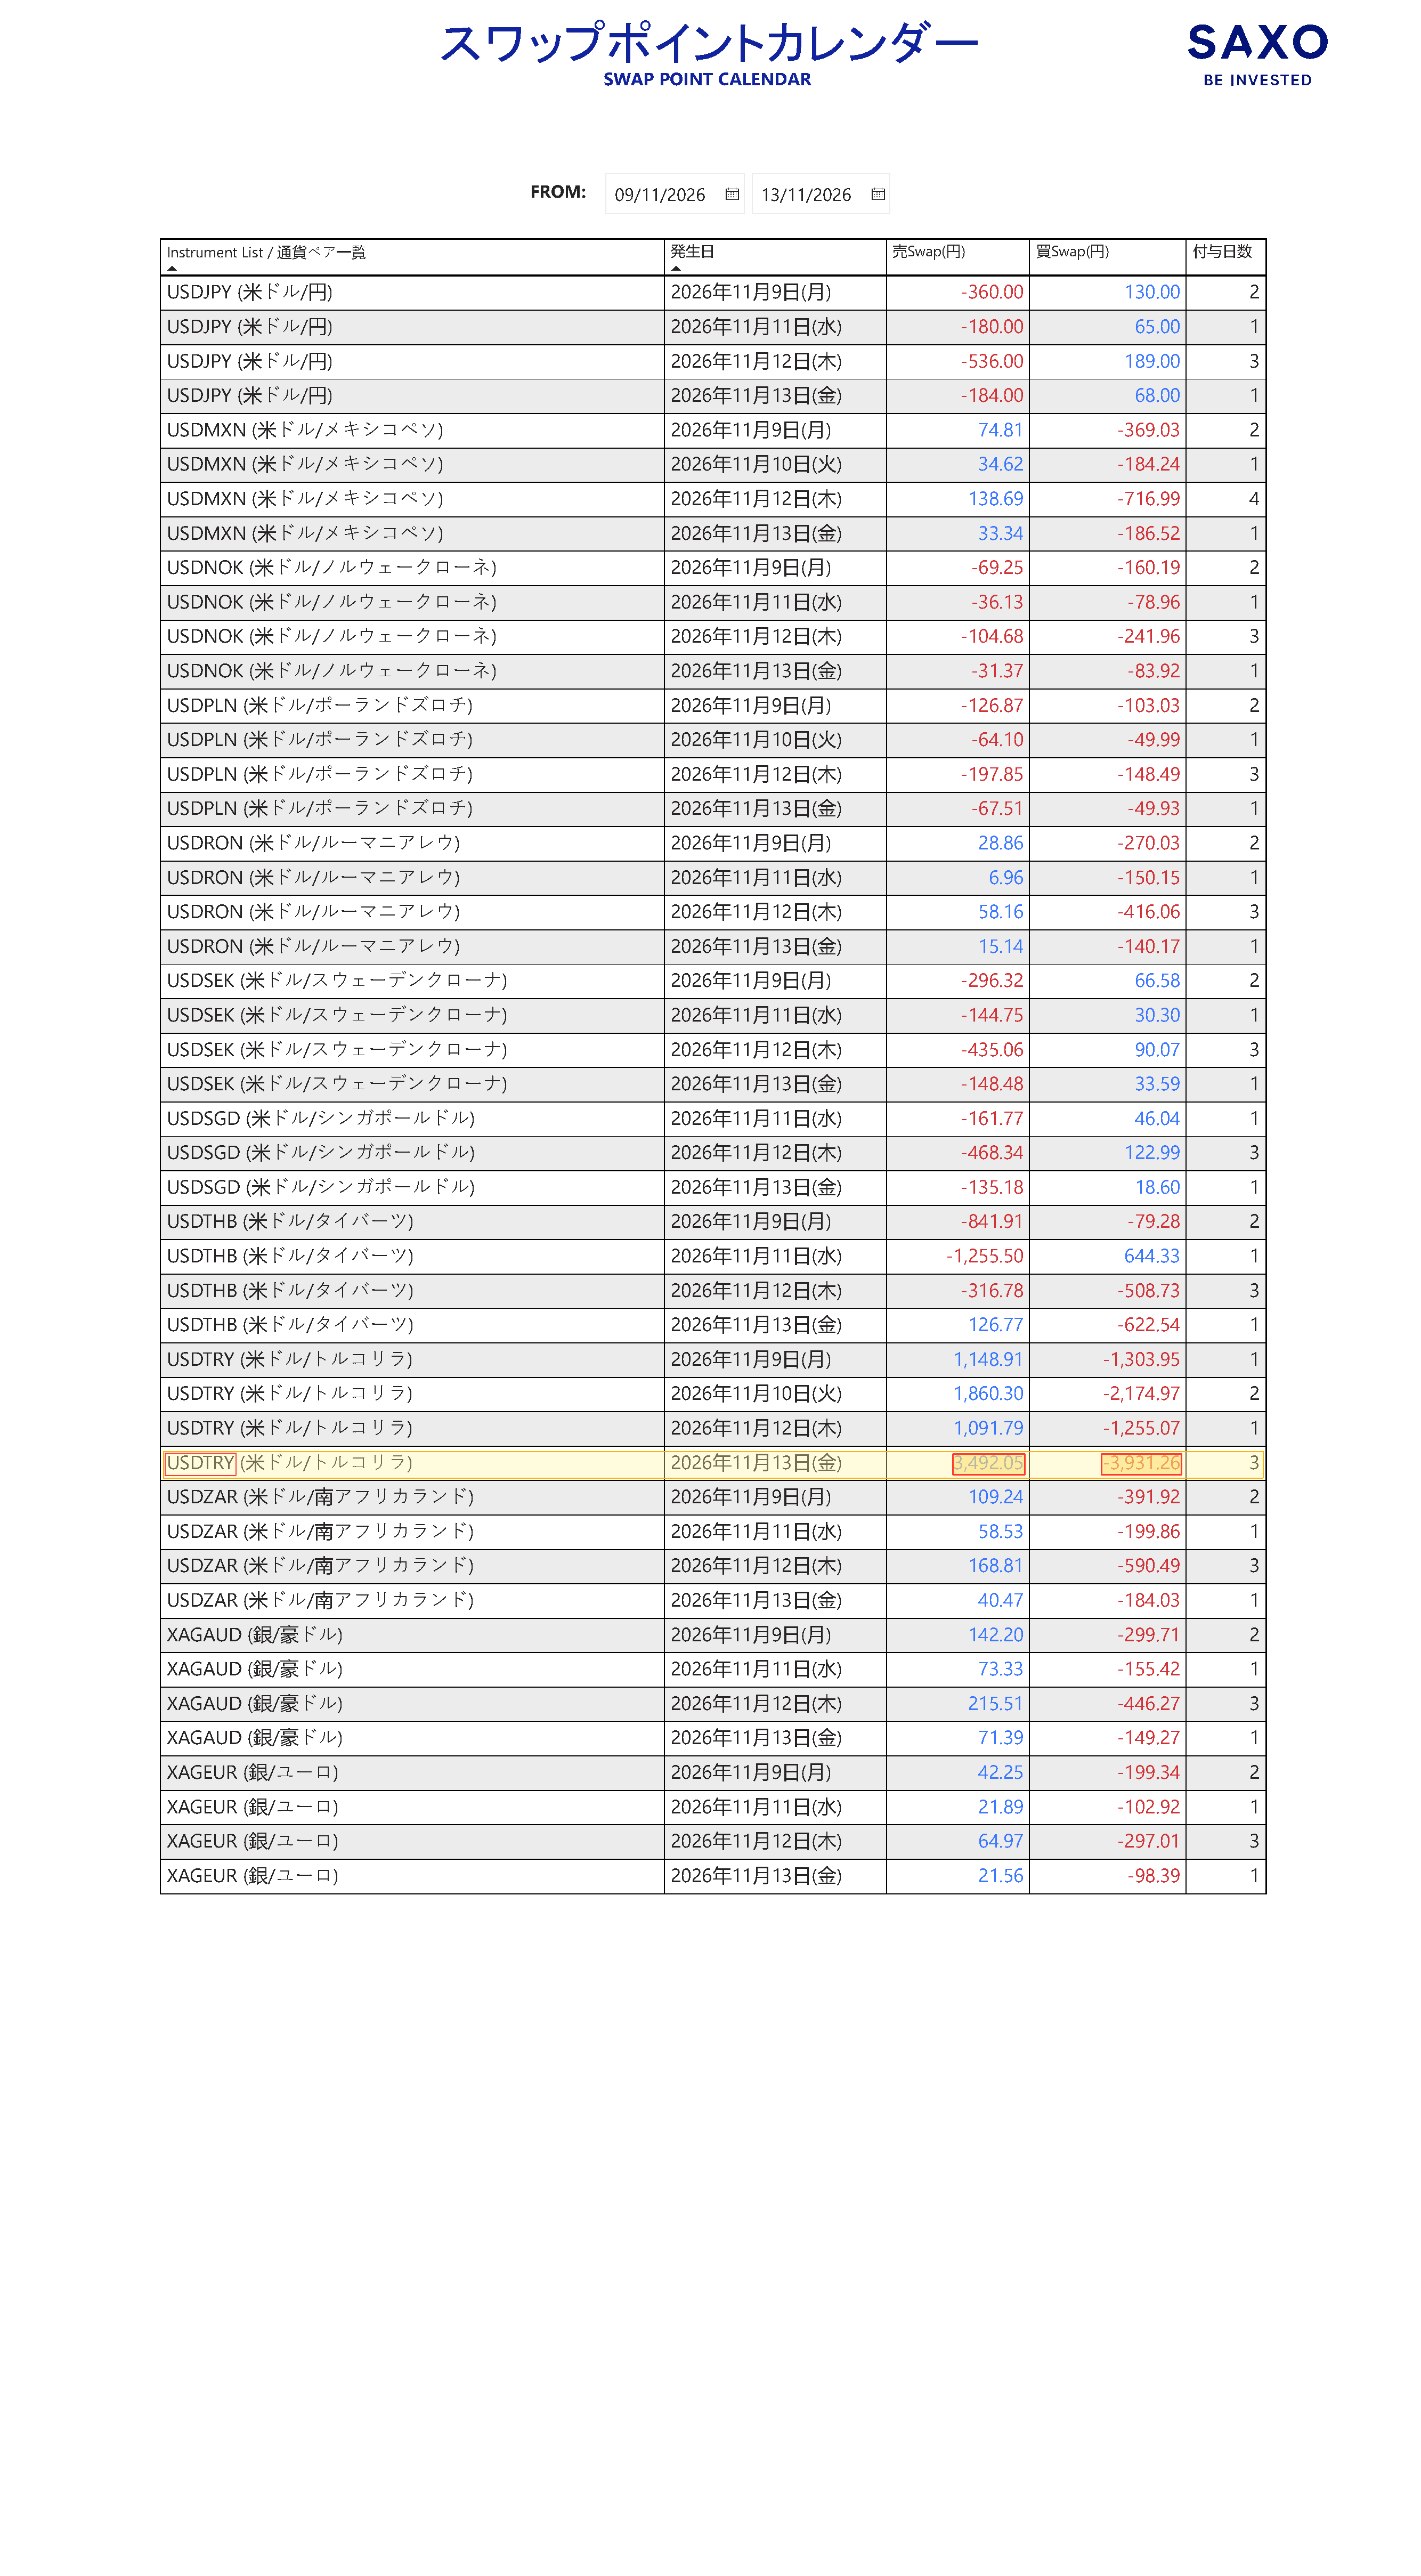 スワップポイントカレンダー
SWAP POINT CALENDAR
SAXO
BE INVESTED
FROM: 09/11/2026 13/11/2026
Instrument List / 通貨ペア一覧 発生日 売Swap(円) 買Swap(円) 付与日数
USDJPY (米ドル/円) 2026年11月9日(月) -360.00 130.00 2
USDJPY (米ドル/円) 2026年11月11日(水) -180.00 65.00 1
USDJPY (米ドル/円) 2026年11月12日(木) -536.00 189.00 3
USDJPY (米ドル/円) 2026年11月13日(金) -184.00 68.00 1
USDMXN (米ドル/メキシコペソ) 2026年11月9日(月) 74.81 -369.03 2
USDMXN (米ドル/メキシコペソ) 2026年11月10日(火) 34.62 -184.24 1
USDMXN (米ドル/メキシコペソ) 2026年11月12日(木) 138.69 -716.99 4
USDMXN (米ドル/メキシコペソ) 2026年11月13日(金) 33.34 -186.52 1
USDNOK (米ドル/ノルウェークローネ) 2026年11月9日(月) -69.25 -160.19 2
USDNOK (米ドル/ノルウェークローネ) 2026年11月11日(水) -36.13 -78.96 1
USDNOK (米ドル/ノルウェークローネ) 2026年11月12日(木) -104.68 -241.96 3
USDNOK (米ドル/ノルウェークローネ) 2026年11月13日(金) -31.37 -83.92 1
USDPLN (米ドル/ポーランドズロチ) 2026年11月9日(月) -126.87 -103.03 2
USDPLN (米ドル/ポーランドズロチ) 2026年11月10日(火) -64.10 -49.99 1
USDPLN (米ドル/ポーランドズロチ) 2026年11月12日(木) -197.85 -148.49 3
USDPLN (米ドル/ポーランドズロチ) 2026年11月13日(金) -67.51 -49.93 1
USDRON (米ドル/ルーマニアレウ) 2026年11月9日(月) 28.86 -270.03 2
USDRON (米ドル/ルーマニアレウ) 2026年11月11日(水) 6.96 -150.15 1
USDRON (米ドル/ルーマニアレウ) 2026年11月12日(木) 58.16 -416.06 3
USDRON (米ドル/ルーマニアレウ) 2026年11月13日(金) 15.14 -140.17 1
USDSEK (米ドル/スウェーデンクローナ) 2026年11月9日(月) -296.32 66.58 2
USDSEK (米ドル/スウェーデンクローナ) 2026年11月11日(水) -144.75 30.30 1
USDSEK (米ドル/スウェーデンクローナ) 2026年11月12日(木) -435.06 90.07 3
USDSEK (米ドル/スウェーデンクローナ) 2026年11月13日(金) -148.48 33.59 1
USDSGD (米ドル/シンガポールドル) 2026年11月11日(水) -161.77 46.04 1
USDSGD (米ドル/シンガポールドル) 2026年11月12日(木) -468.34 122.99 3
USDSGD (米ドル/シンガポールドル) 2026年11月13日(金) -135.18 18.60 1
USDTHB (米ドル/タイバーツ) 2026年11月9日(月) -841.91 -79.28 2
USDTHB (米ドル/タイバーツ) 2026年11月11日(水) -1,255.50 644.33 1
USDTHB (米ドル/タイバーツ) 2026年11月12日(木) -316.78 -508.73 3
USDTHB (米ドル/タイバーツ) 2026年11月13日(金) 126.77 -622.54 1
USDTRY (米ドル/トルコリラ) 2026年11月9日(月) 1,148.91 -1,303.95 1
USDTRY (米ドル/トルコリラ) 2026年11月10日(火) 1,860.30 -2,174.97 2
USDTRY (米ドル/トルコリラ) 2026年11月12日(木) 1,091.79 -1,255.07 1
USDTRY (米ドル/トルコリラ) 2026年11月13日(金) 3,492.05 -3,931.26 3
USDZAR (米ドル/南アフリカランド) 2026年11月9日(月) 109.24 -391.92 2
USDZAR (米ドル/南アフリカランド) 2026年11月11日(水) 58.53 -199.86 1
USDZAR (米ドル/南アフリカランド) 2026年11月12日(木) 168.81 -590.49 3
USDZAR (米ドル/南アフリカランド) 2026年11月13日(金) 40.47 -184.03 1
XAGAUD (銀/豪ドル) 2026年11月9日(月) 142.20 -299.71 2
XAGAUD (銀/豪ドル) 2026年11月11日(水) 73.33 -155.42 1
XAGAUD (銀/豪ドル) 2026年11月12日(木) 215.51 -446.27 3
XAGAUD (銀/豪ドル) 2026年11月13日(金) 71.39 -149.27 1
XAGEUR (銀/ユーロ) 2026年11月9日(月) 42.25 -199.34 2
XAGEUR (銀/ユーロ) 2026年11月11日(水) 21.89 -102.92 1
XAGEUR (銀/ユーロ) 2026年11月12日(木) 64.97 -297.01 3
XAGEUR (銀/ユーロ) 2026年11月13日(金) 21.56 -98.39 1